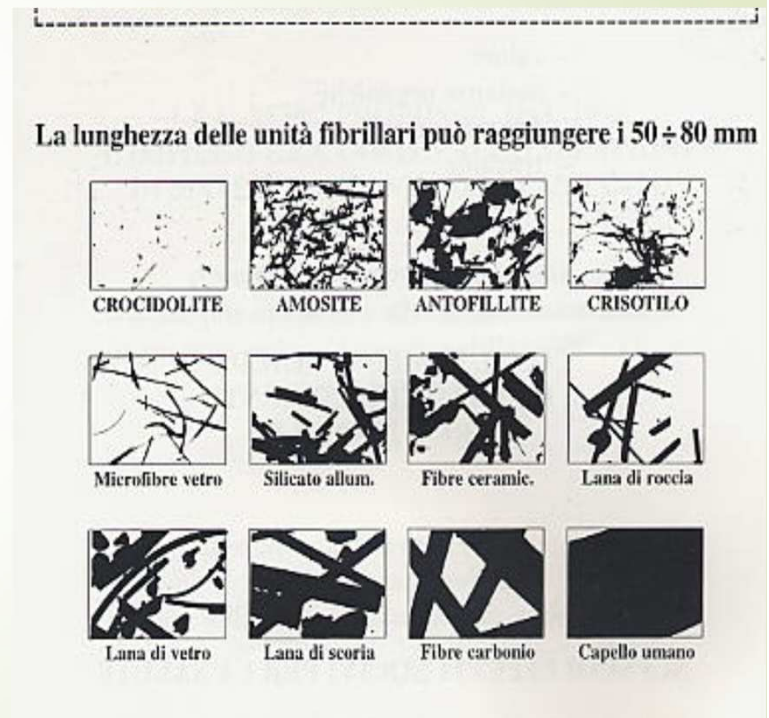 La lunghezza delle unità fibrillari può raggiungere i 50÷80 mm
CROCIDOLITE AMOSITE ANTOFILLITE CRISOTILO
Microfibre vetro Silicato allum. Fibre ceramic. Lana di roccia
Lana di vetro Lana di scoria Fibre carbonio Capello umano